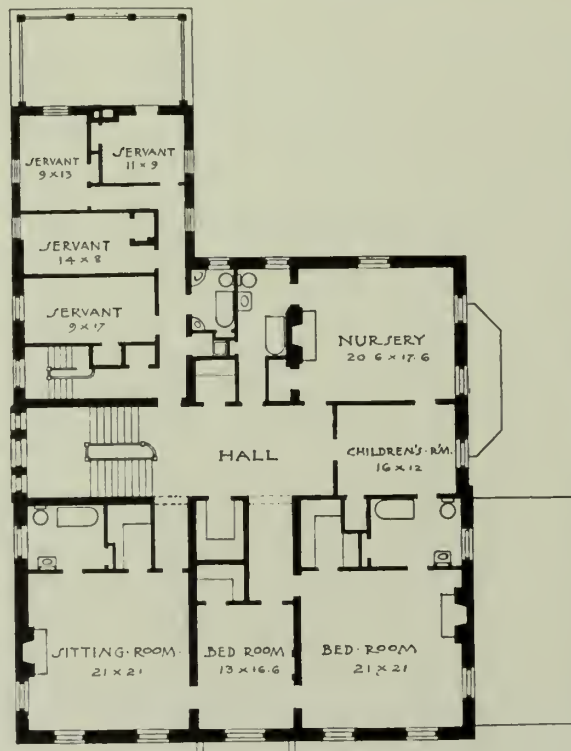 SERVANT
9 x 13
SERVANT
11 x 9
SERVANT
14 x 8
SERVANT
9 x 17
NURSERY
20 6 x 17.6
HALL
CHILDREN'S·R'M.
16 x 12
SITTING·ROOM·
21 x 21
BED ROOM
13 x 16.6
BED·ROOM
21 x 21